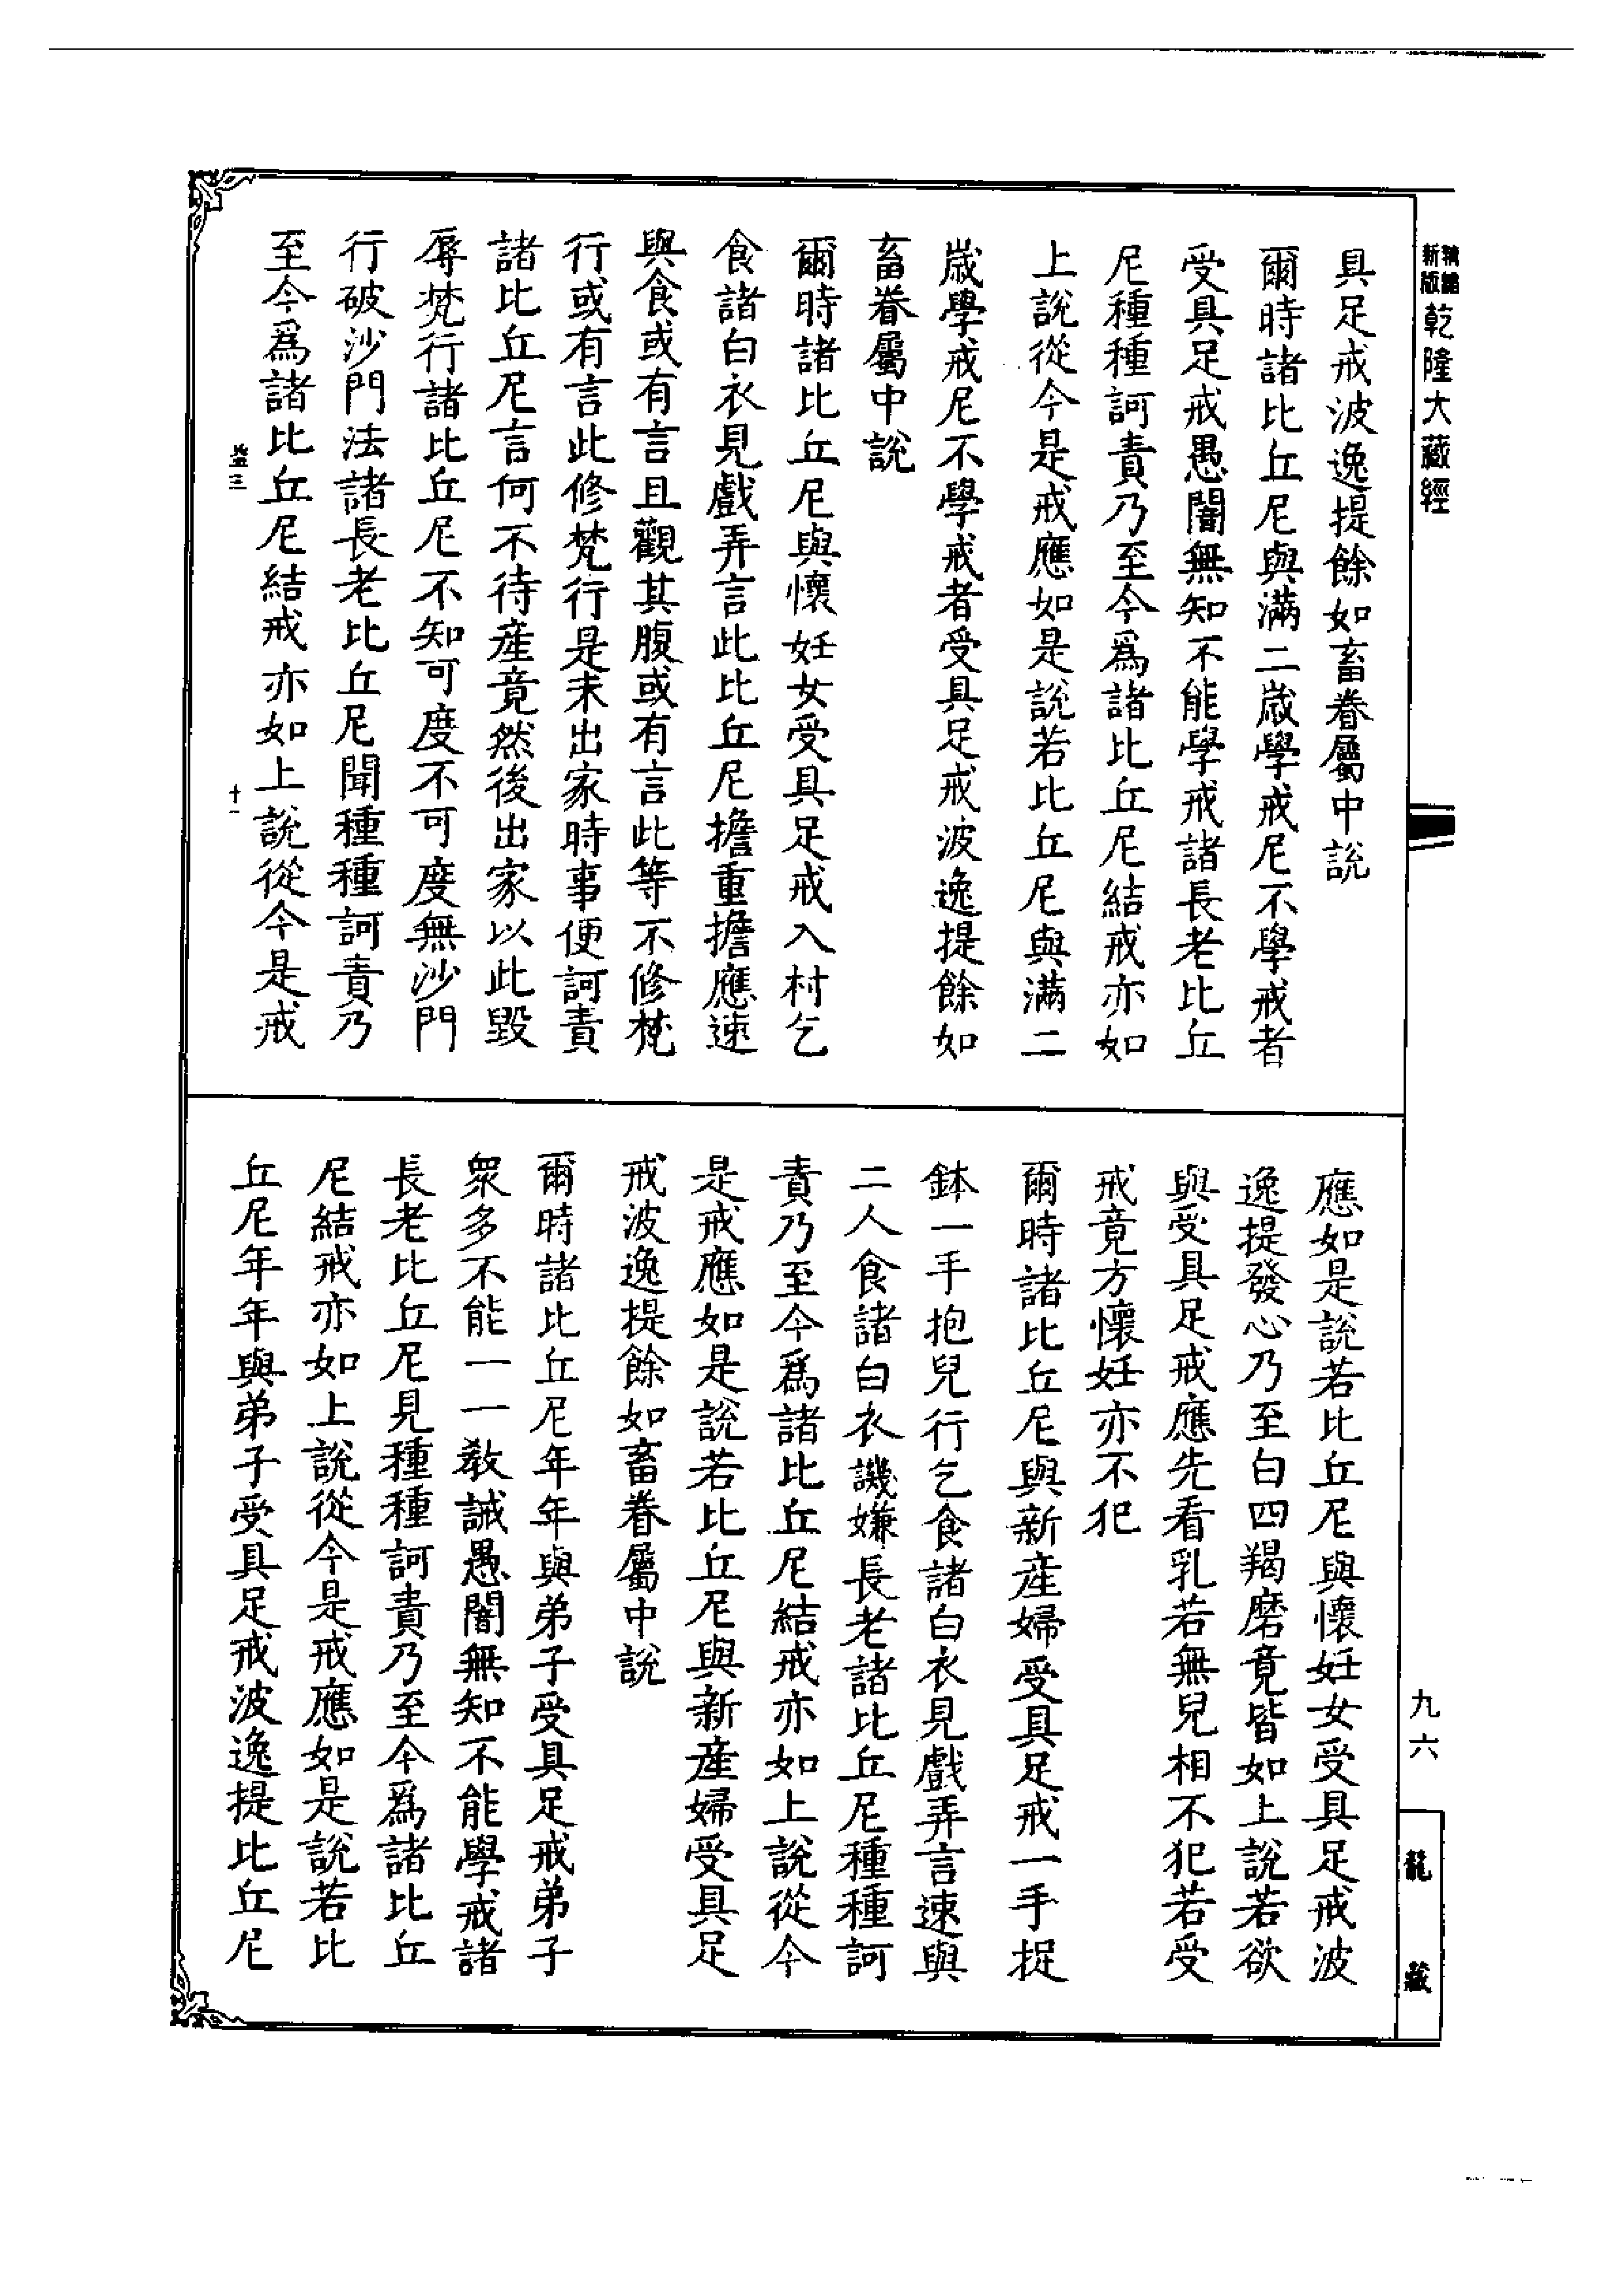 新版
乾隆大藏經
具足戒波逸提餘如畜眷屬中說
爾時諸比丘尼與滿二歲學戒尼不學戒者
受具足戒愚闇無知不能學戒諸長老比丘
尼種種訶責乃至今爲諸比丘尼結戒亦如
上說從今是戒應如是說若比丘尼與滿二
歲學戒尼不學戒者受具足戒波逸提餘如
畜眷屬中說
爾時諸比丘尼與懷妊女受具足戒入村乞
食諸白衣見戲弄言此比丘尼擔重擔應速
與食或有言且觀其腹或有言此等不修梵
行或有言此修梵行是未出家時事便訶責
諸比丘尼言何不待產竟然後出家以此毀
辱梵行諸比丘尼不知可度不可度無沙門
行破沙門法諸長老比丘尼聞種種訶責乃
至今爲諸比丘尼結戒亦如上說從今是戒
益三
十一
應如是說若比丘尼與懷妊女受具足戒波
逸提發心乃至白四羯磨竟皆如上說若欲
與受具足戒應先看乳若無兒相不犯若受
戒竟方懷妊亦不犯
爾時諸比丘尼與新產婦受具足戒一手捉
鉢一手抱兒行乞食諸白衣見戲弄言速與
二人食諸白衣譏嫌長老諸比丘尼種種訶
責乃至今爲諸比丘尼結戒亦如上說從今
是戒應如是說若比丘尼與新產婦受具足
戒波逸提餘如畜眷屬中說
爾時諸比丘尼年年與弟子受具足戒弟子
衆多不能一一教誡愚闇無知不能學戒諸
長老比丘尼見種種訶責乃至今爲諸比丘
尼結戒亦如上說從今是戒應如是說若比
丘尼年年與弟子受具足戒波逸提比丘尼
九六
龍藏